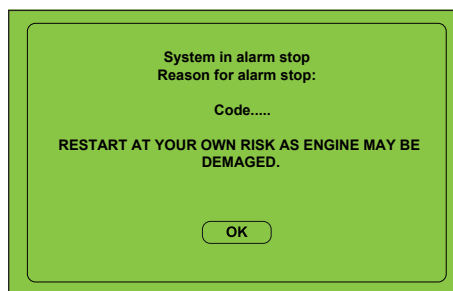 System in alarm stop
Reason for alarm stop:
Code.....
RESTART AT YOUR OWN RISK AS ENGINE MAY BE
DEMAGED.
OK